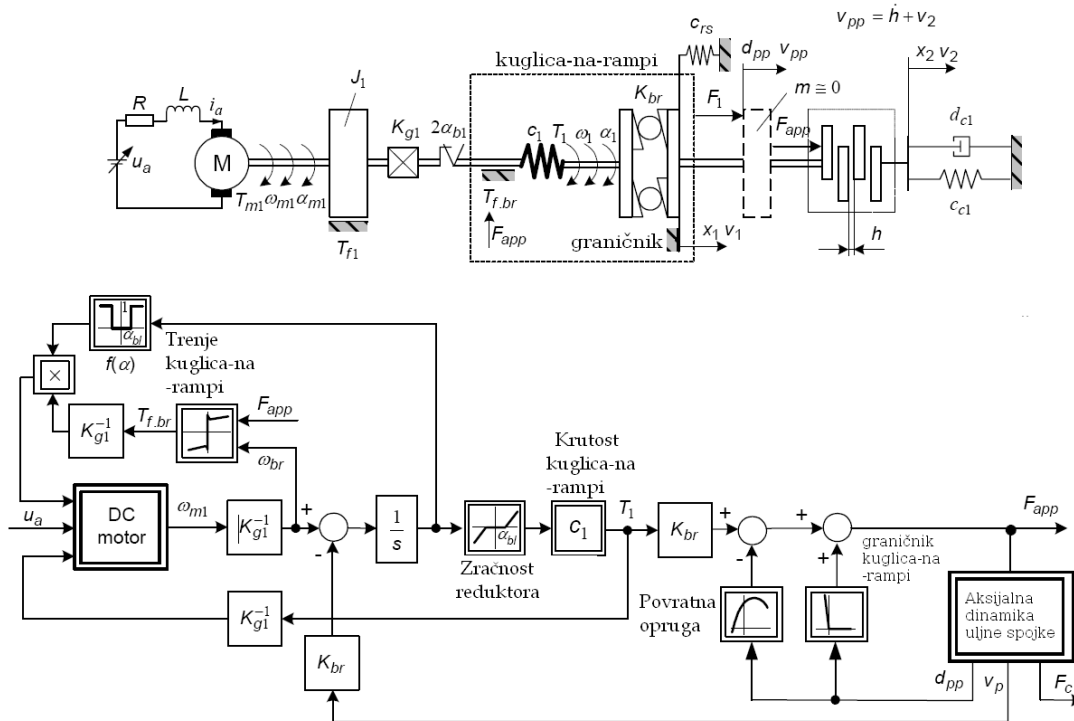 v_pp = ḣ + v_2
c_rs
kuglica-na-rampi
d_pp v_pp
x_2 v_2
J_1
m ≅ 0
R
L
i_a
K_br
F_1
K_g1
2α_b1
d_c1
c_1
T_1
ω_1
α_1
F_app
u_a
M
T_m1 ω_m1 α_m1
T_f.br
c_c1
T_f1
F_app
graničnik
x_1 v_1
h
1
α_bl
f(α)
Trenje
kuglica-na
-rampi
×
K_g1^-1
T_f.br
F_app
ω_br
Krutost
kuglica-na
-rampi
u_a
DC
motor
ω_m1
K_g1^-1
+
-
1
s
α_bl
c_1
T_1
K_br
+
-
+
+
F_app
Zračnost
reduktora
graničnik
kuglica-na
-rampi
K_g1^-1
Povratna
opruga
Aksijalna
dinamika
uljne spojke
K_br
d_pp
v_p
F_c